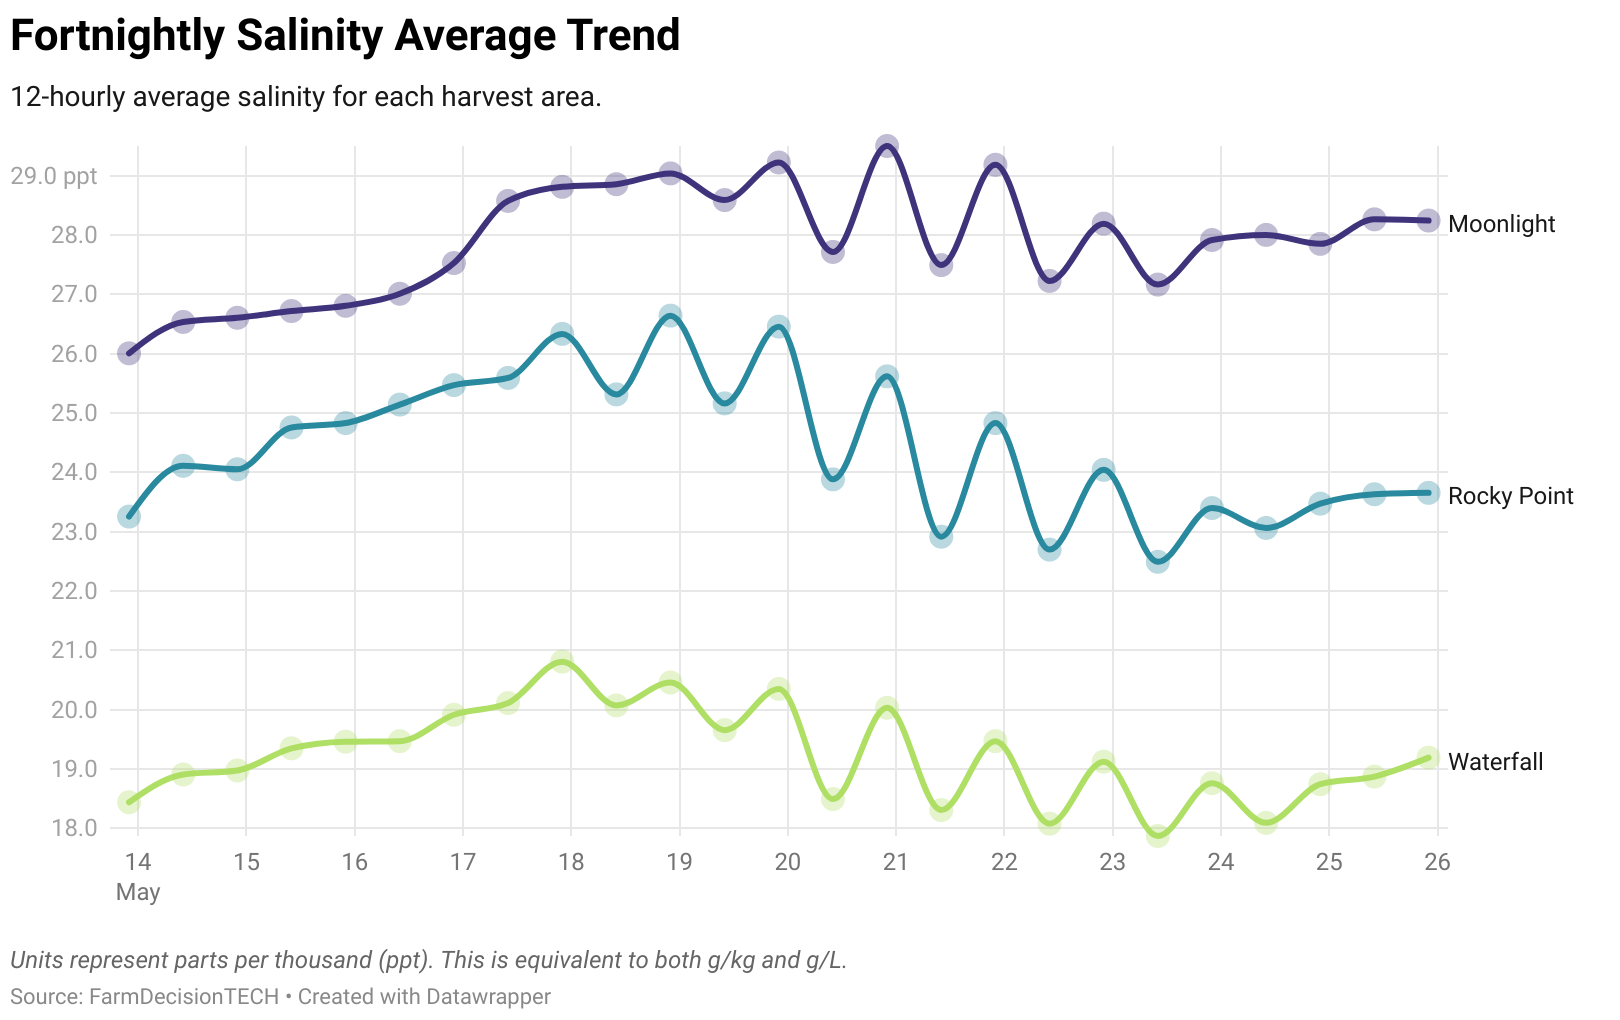 Fortnightly Salinity Average Trend
12-hourly average salinity for each harvest area.
29.0 ppt
28.0
27.0
26.0
25.0
24.0
23.0
22.0
21.0
20.0
19.0
18.0
Moonlight
Rocky Point
Waterfall
14 15 16 17 18 19 20 21 22 23 24 25 26
May
Units represent parts per thousand (ppt). This is equivalent to both g/kg and g/L.
Source: FarmDecisionTECH • Created with Datawrapper